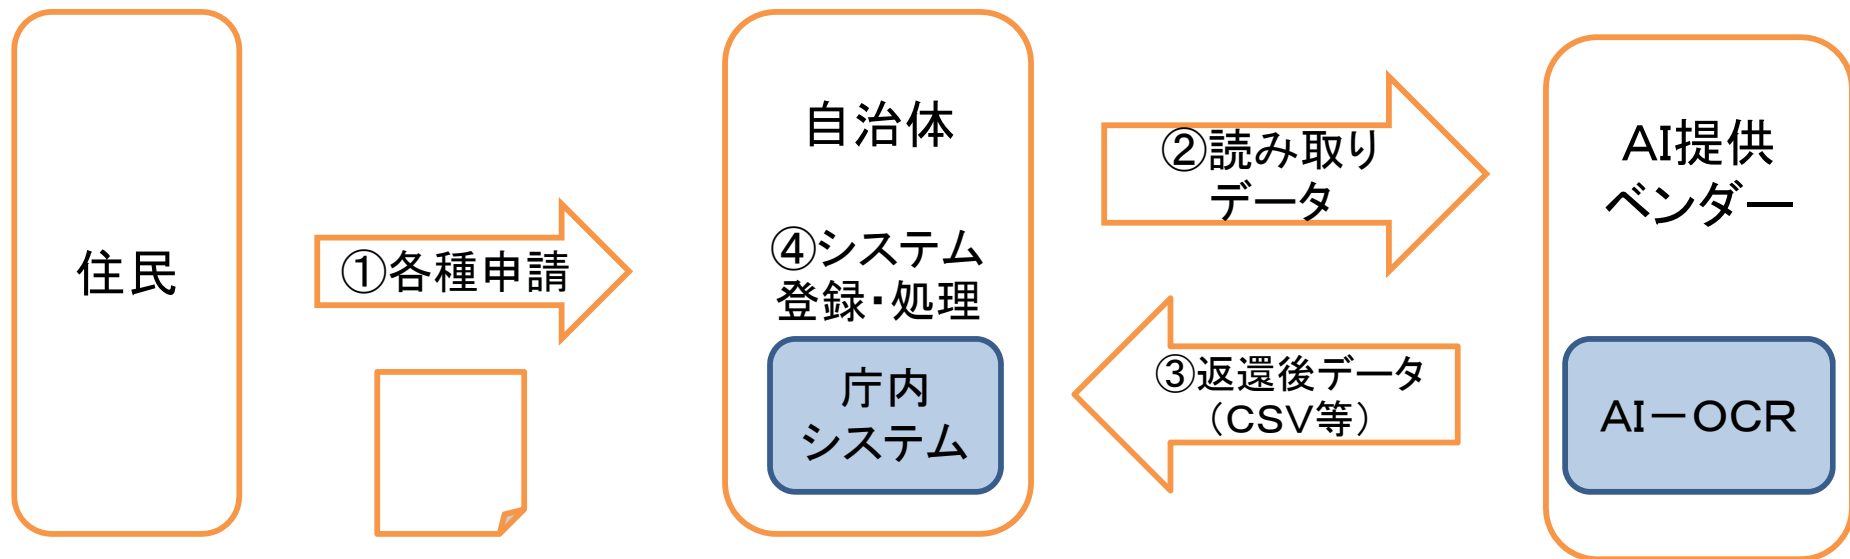 住民
①各種申請
自治体
④システム
登録・処理
庁内
システム
②読み取り
データ
③返還後データ
（CSV等）
AI提供
ベンダー
AI－OCR